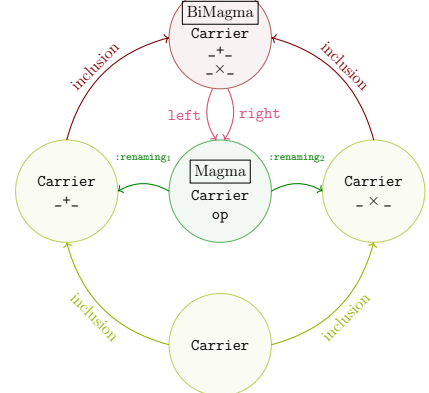 BiMagma
Carrier
_+_
_×_
inclusion
inclusion
left
right
:renaming₁
:renaming₂
Carrier
_+_
Magma
Carrier
op
Carrier
_ × _
inclusion
inclusion
Carrier